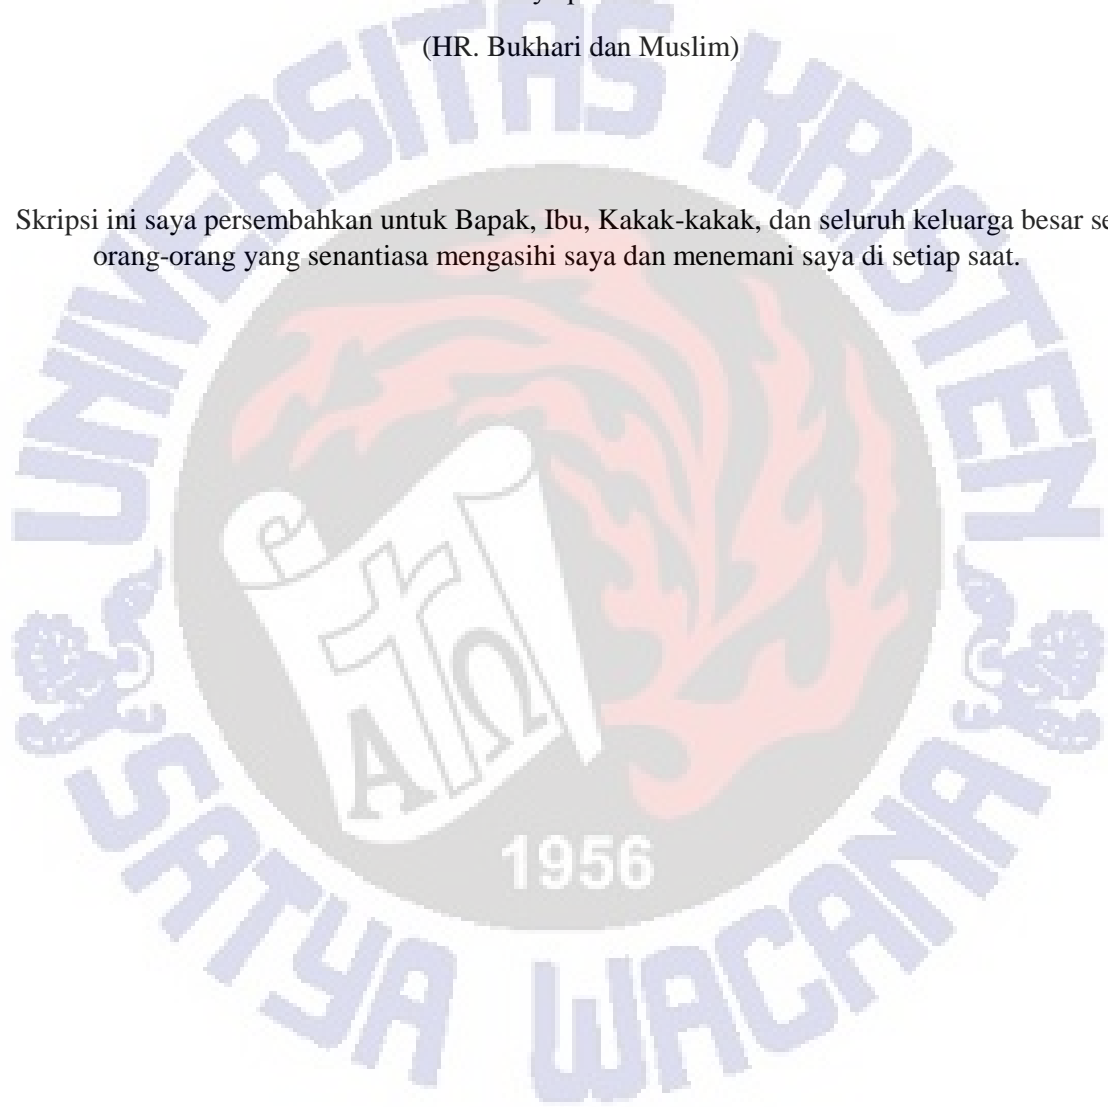 (HR. Bukhari dan Muslim)
Skripsi ini saya persembahkan untuk Bapak, Ibu, Kakak-kakak, dan seluruh keluarga besar
orang-orang yang senantiasa mengasihi saya dan menemani saya di setiap saat.
UNIVERSITAS KRISTEN
Α Ω
1956
SATYA WACANA